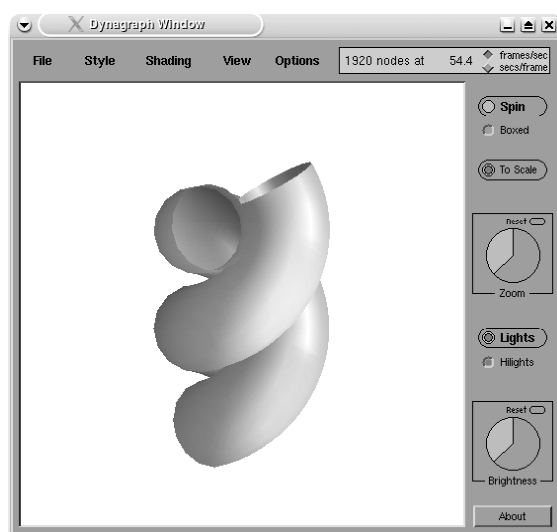 Dynagraph Window
File Style Shading View Options 1920 nodes at 54.4 frames/sec
secs/frame
Spin
Boxed
To Scale
Reset
Zoom
Lights
Hilights
Reset
Brightness
About